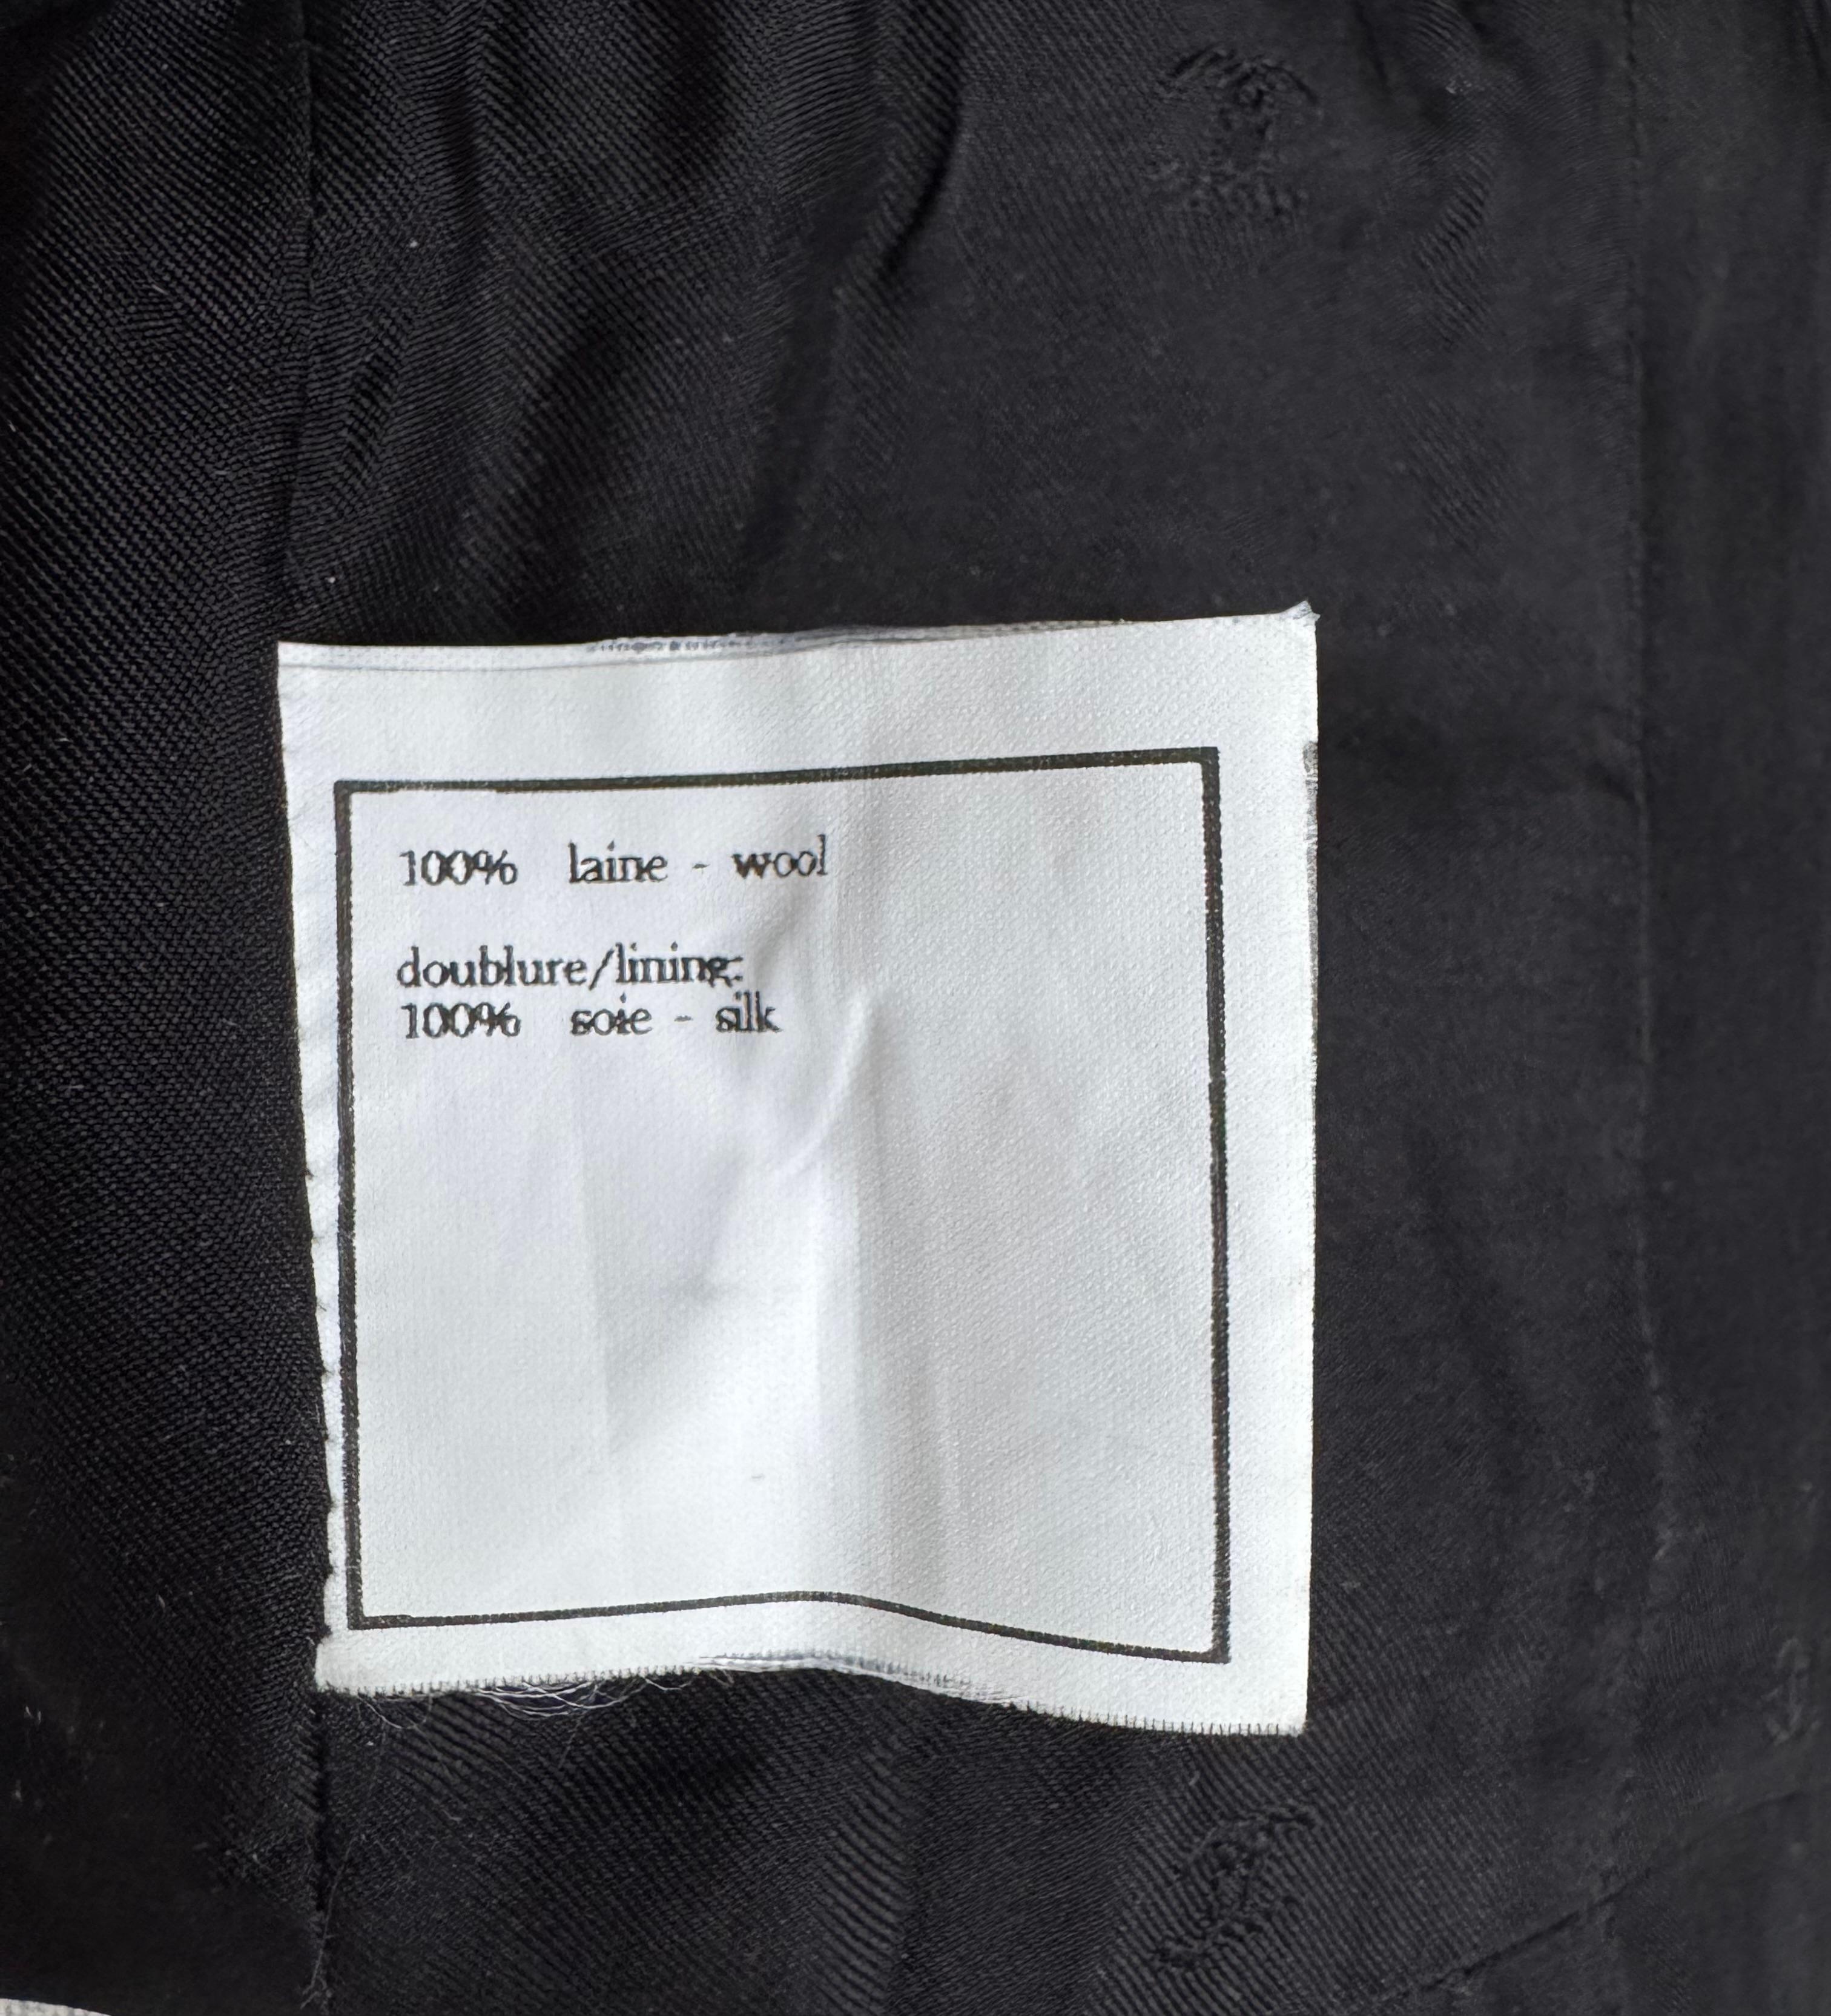 100% laine - wool
doublure/lining:
100% soie - silk